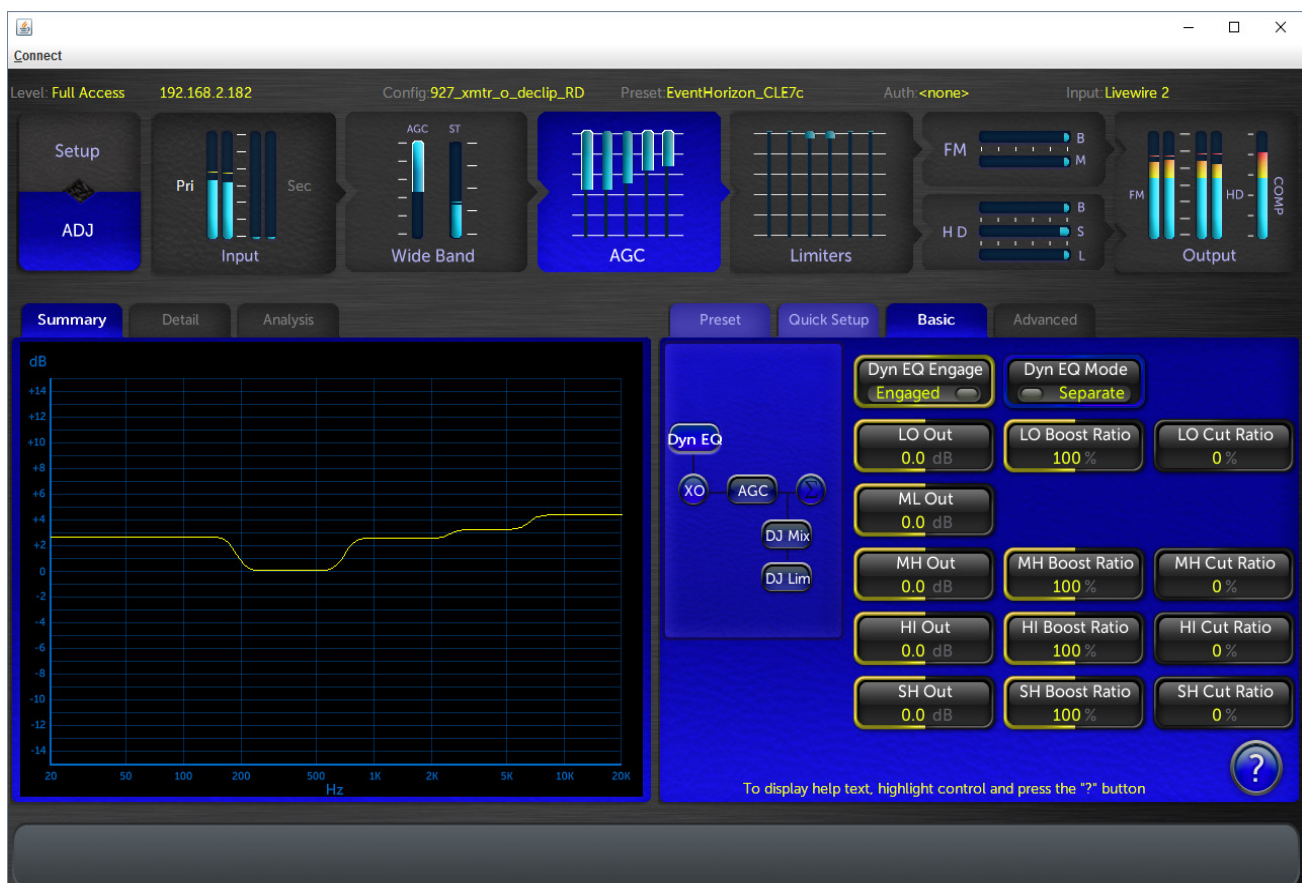 Connect
Level: Full Access 192.168.2.182 Config:927_xmtr_o_declip_RD Preset:EventHorizon_CLE7c Auth:<none> Input:Livewire 2
Setup
ADJ
Pri
Sec
Input
AGC ST
Wide Band
AGC
Limiters
FM
B
M
HD
B
S
L
FM
HD
COMP
Output
Summary Detail Analysis
dB
+14
+12
+10
+8
+6
+4
+2
0
-2
-4
-6
-8
-10
-12
-14
20 50 100 200 500 1K 2K 5K 10K 20K
Hz
Preset Quick Setup Basic Advanced
Dyn EQ
XO AGC Σ
DJ Mix
DJ Lim
Dyn EQ Engage
Engaged
Dyn EQ Mode
Separate
LO Out
0.0 dB
LO Boost Ratio
100 %
LO Cut Ratio
0 %
ML Out
0.0 dB
MH Out
0.0 dB
MH Boost Ratio
100 %
MH Cut Ratio
0 %
HI Out
0.0 dB
HI Boost Ratio
100 %
HI Cut Ratio
0 %
SH Out
0.0 dB
SH Boost Ratio
100 %
SH Cut Ratio
0 %
?
To display help text, highlight control and press the "?" button